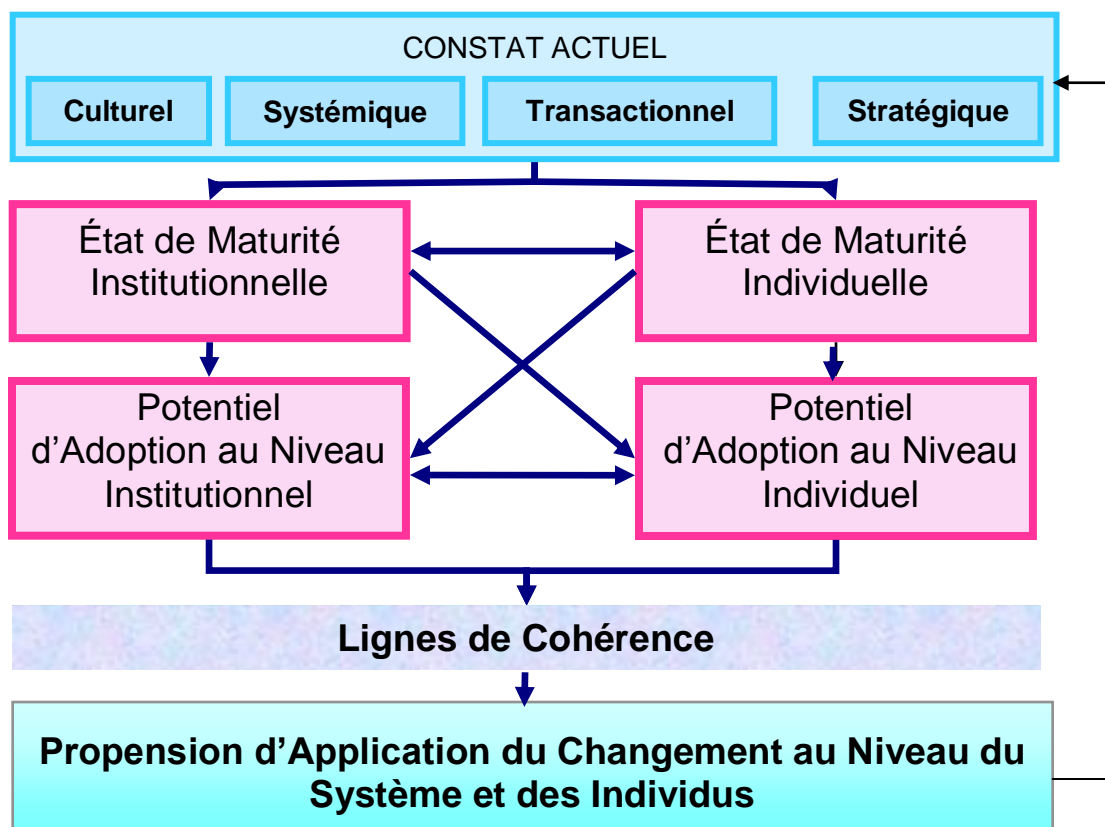 CONSTAT ACTUEL
Culturel
Systémique
Transactionnel
Stratégique
État de Maturité
Institutionnelle
État de Maturité
Individuelle
Potentiel
d’Adoption au Niveau
Institutionnel
Potentiel
d’Adoption au Niveau
Individuel
Lignes de Cohérence
Propension d’Application du Changement au Niveau du
Système et des Individus